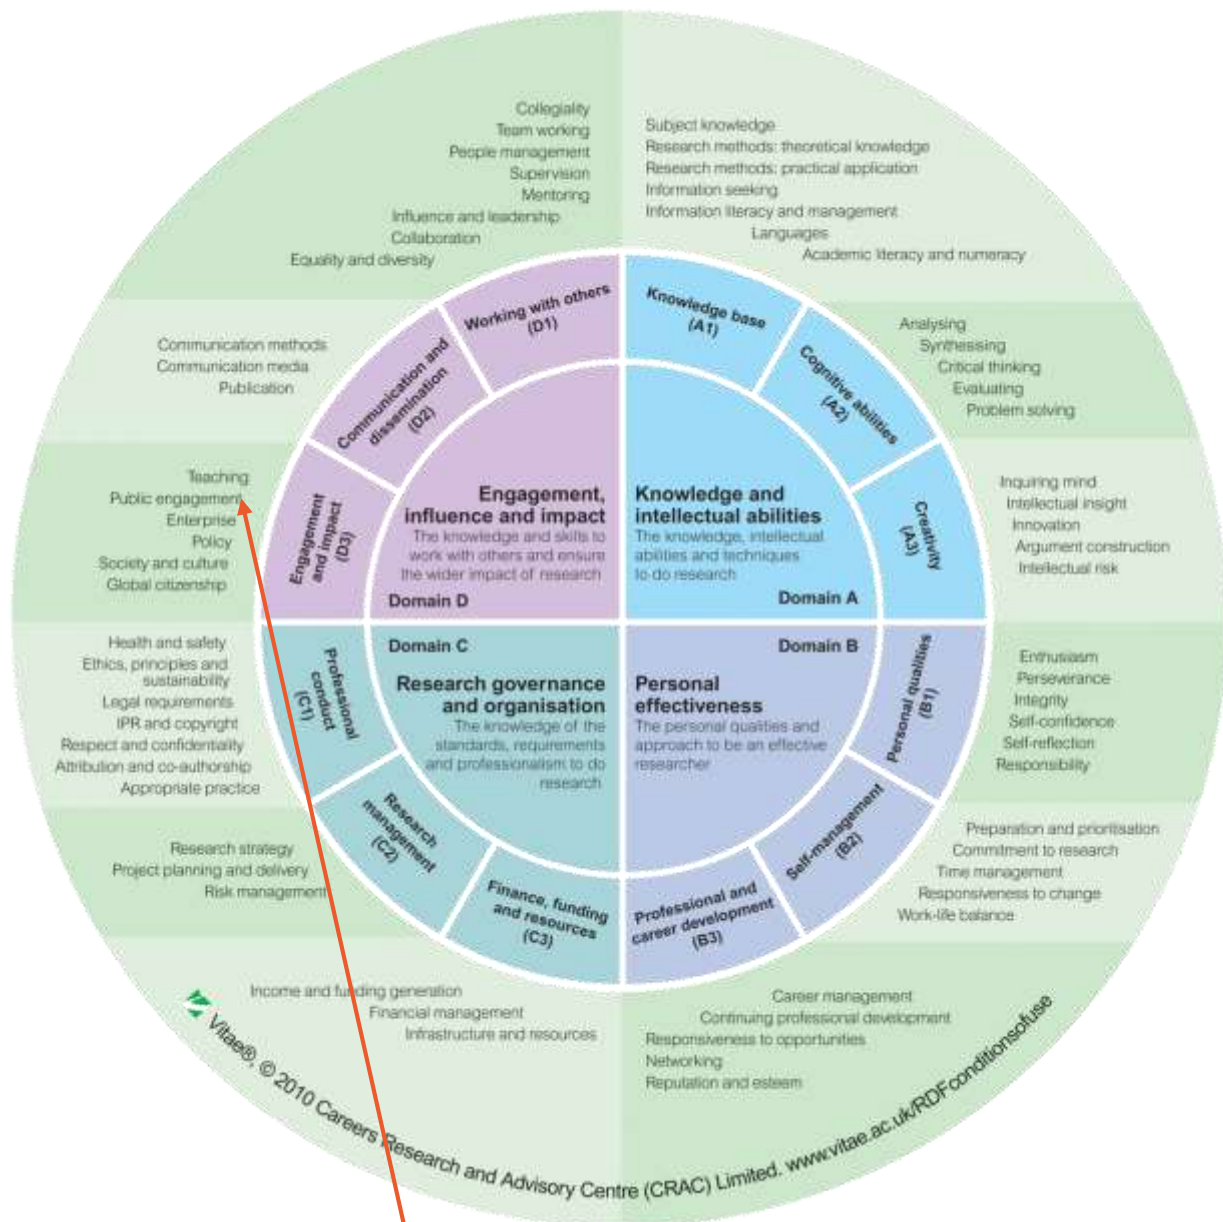 Collegiality
Team working
People management
Supervision
Mentoring
Influence and leadership
Collaboration
Equality and diversity
Subject knowledge
Research methods: theoretical knowledge
Research methods: practical application
Information seeking
Information literacy and management
Languages
Academic literacy and numeracy
Working with others
(D1)
Knowledge base
(A1)
Communication methods
Communication media
Publication
Communication and
dissemination
(D2)
Cognitive abilities
(A2)
Analysing
Synthesising
Critical thinking
Evaluating
Problem solving
Teaching
Public engagement
Enterprise
Policy
Society and culture
Global citizenship
Engagement
and impact
(D3)
Engagement,
influence and impact
The knowledge and skills to
work with others and ensure
the wider impact of research
Domain D
Knowledge and
intellectual abilities
The knowledge, intellectual
abilities and techniques
to do research
Domain A
Creativity
(A3)
Inquiring mind
Intellectual insight
Innovation
Argument construction
Intellectual risk
Health and safety
Ethics, principles and
sustainability
Legal requirements
IPR and copyright
Respect and confidentiality
Attribution and co-authorship
Appropriate practice
Professional
conduct
(C1)
Domain C
Research governance
and organisation
The knowledge of the
standards, requirements
and professionalism to do
research
Domain B
Personal
effectiveness
The personal qualities and
approach to be an effective
researcher
Personal qualities
(B1)
Enthusiasm
Perseverance
Integrity
Self-confidence
Self-reflection
Responsibility
Research strategy
Project planning and delivery
Risk management
Research
management
(C2)
Self-management
(B2)
Preparation and prioritisation
Commitment to research
Time management
Responsiveness to change
Work-life balance
Finance, funding
and resources
(C3)
Professional and
career development
(B3)
Income and funding generation
Financial management
Infrastructure and resources
Career management
Continuing professional development
Responsiveness to opportunities
Networking
Reputation and esteem
Vitae®, © 2010 Careers Research and Advisory Centre (CRAC) Limited. www.vitae.ac.uk/RDFconditionsofuse